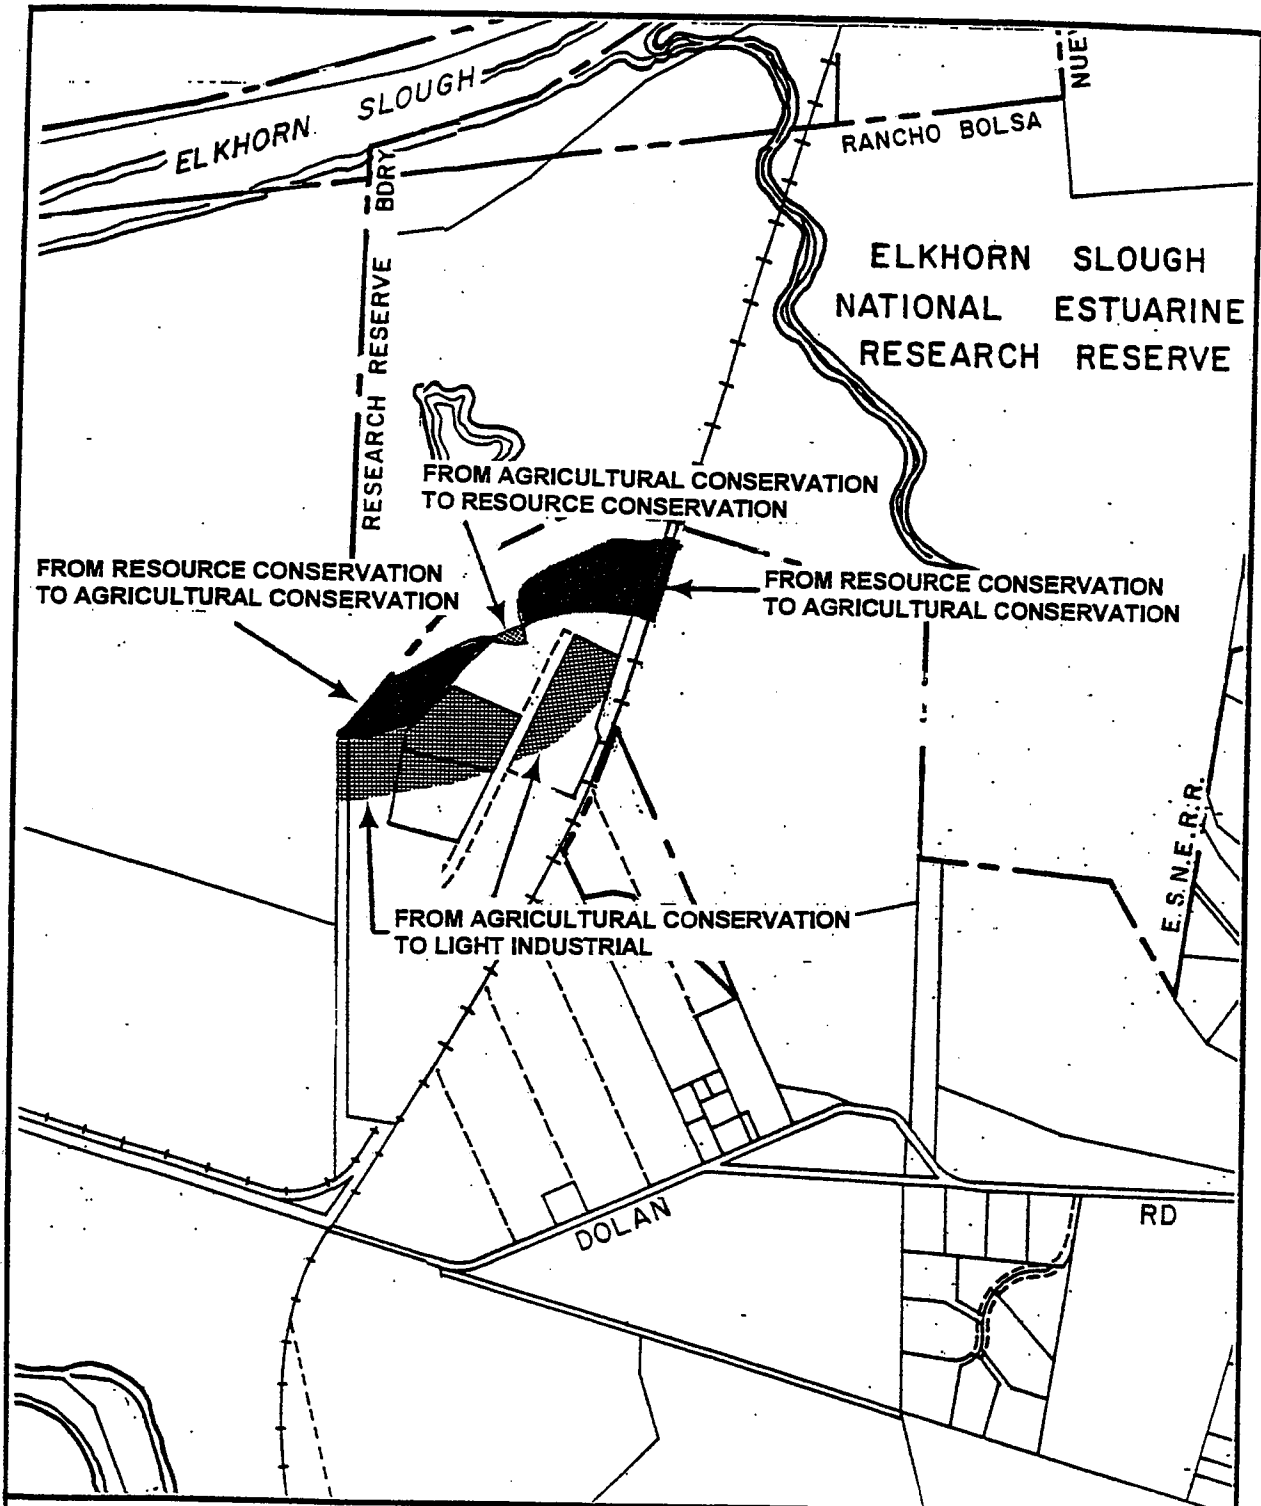 ELKHORN SLOUGH
RANCHO BOLSA
ELKHORN SLOUGH
NATIONAL ESTUARINE
RESEARCH RESERVE
RESEARCH RESERVE BDRY
FROM AGRICULTURAL CONSERVATION
TO RESOURCE CONSERVATION
FROM RESOURCE CONSERVATION
TO AGRICULTURAL CONSERVATION
FROM RESOURCE CONSERVATION
TO AGRICULTURAL CONSERVATION
E.S.N.E.R.R.
FROM AGRICULTURAL CONSERVATION
TO LIGHT INDUSTRIAL
DOLAN RD